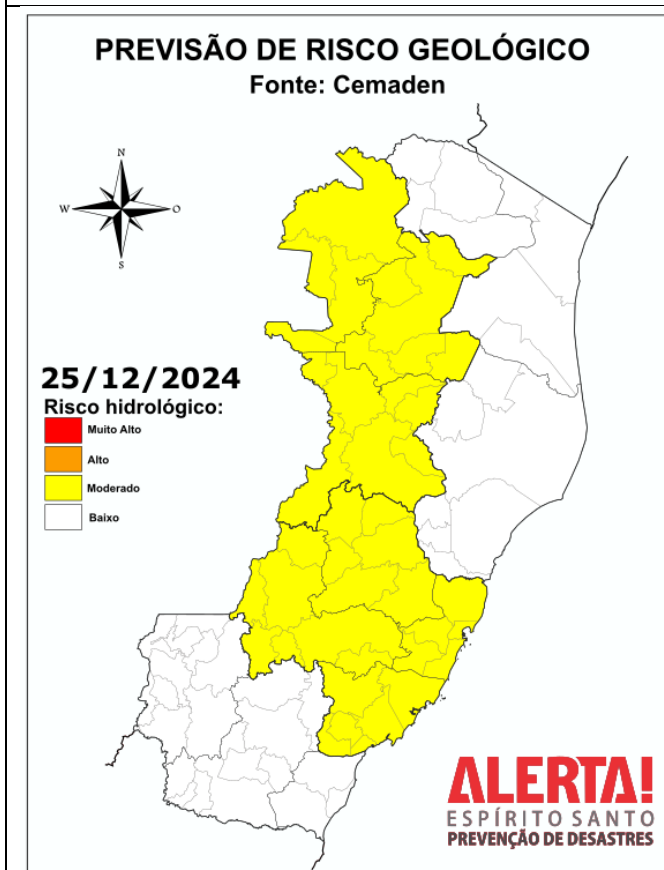 PREVISÃO DE RISCO GEOLÓGICO
Fonte: Cemaden
N
W
O
S
25/12/2024
Risco hidrológico:
Muito Alto
Alto
Moderado
Baixo
ALERTA!
ESPÍRITO SANTO
PREVENÇÃO DE DESASTRES